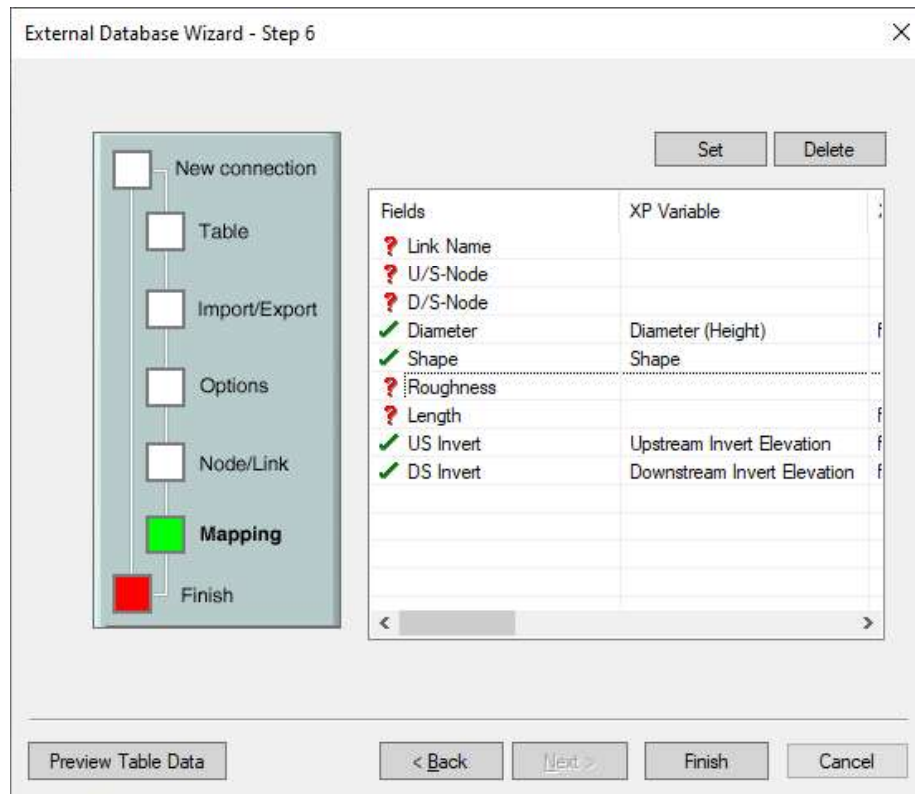 External Database Wizard - Step 6
New connection
Table
Import/Export
Options
Node/Link
Mapping
Finish
Set
Delete
Fields XP Variable
Link Name
U/S-Node
D/S-Node
Diameter Diameter (Height)
Shape Shape
Roughness
Length
US Invert Upstream Invert Elevation
DS Invert Downstream Invert Elevation
Preview Table Data
< Back
Next >
Finish
Cancel